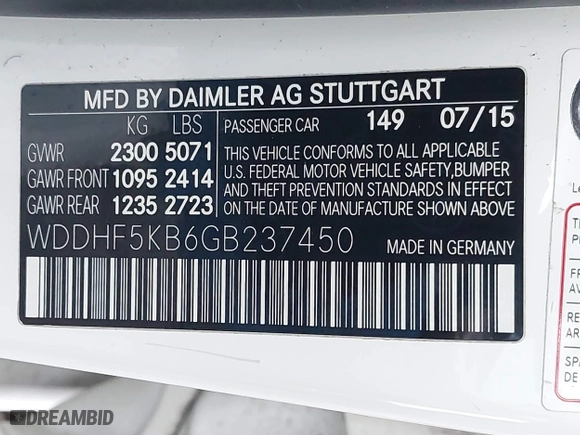 MFD BY DAIMLER AG STUTTGART
KG LBS
GVWR 2300 5071
GAWR FRONT 1095 2414
GAWR REAR 1235 2723
PASSENGER CAR 149 07/15
THIS VEHICLE CONFORMS TO ALL APPLICABLE
U.S. FEDERAL MOTOR VEHICLE SAFETY,BUMPER
AND THEFT PREVENTION STANDARDS IN EFFECT
ON THE DATE OF MANUFACTURE SHOWN ABOVE
WDDHF5KB6GB237450 MADE IN GERMANY
DREAMBID